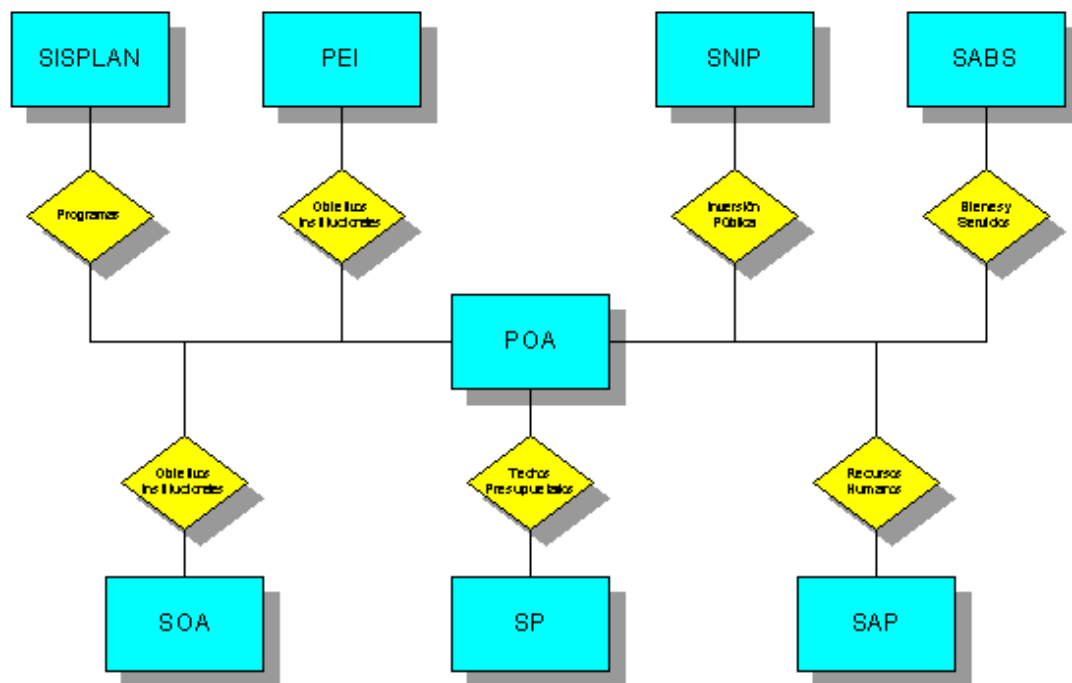 SISPLAN
PEI
SNIP
SABS
Programas
Objetivos
Institucionales
Inversión
Pública
Bienes y
Servicios
POA
Objetivos
Institucionales
Techos
Presupuestarios
Recursos
Humanos
SOA
SP
SAP